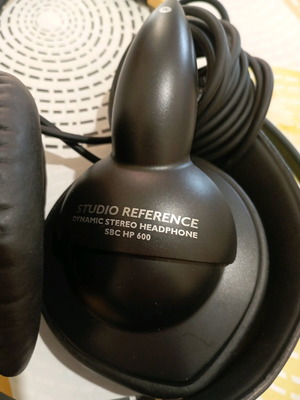 STUDIO REFERENCE
DYNAMIC STEREO HEADPHONE
SBC HP 600